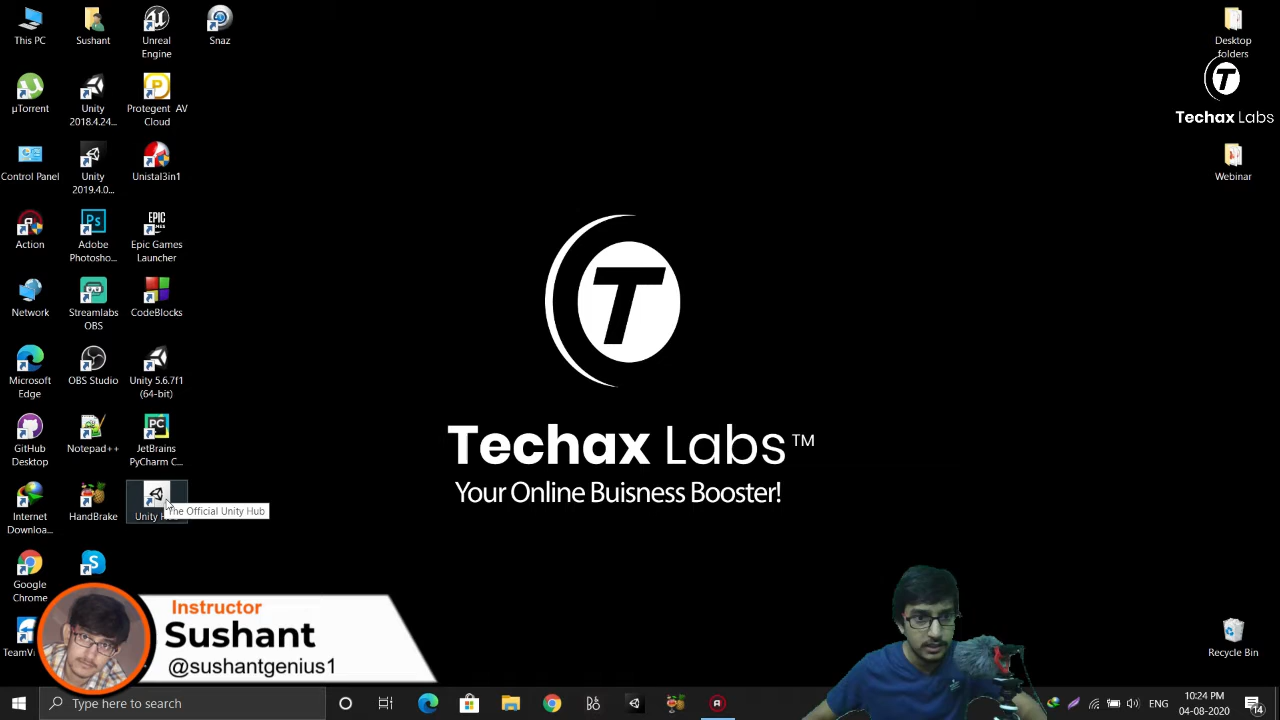 This PC
Sushant
Unreal
Engine
Snaz
µTorrent
Unity
2018.4.24...
Protegent AV
Cloud
Control Panel
Unity
2019.4.0...
Unistal3in1
Action
Adobe
Photosho...
EPIC
GAMES
Epic Games
Launcher
Network
Streamlabs
OBS
CodeBlocks
Microsoft
Edge
OBS Studio
Unity 5.6.7f1
(64-bit)
GitHub
Desktop
Notepad++
JetBrains
PyCharm C...
Internet
Downloa...
HandBrake
Unity
The Official Unity Hub
Google
Chrome
Desktop
folders
Techax Labs
Webinar
T
Techax Labs™
Your Online Buisness Booster!
Instructor
Sushant
@sushantgenius1
Recycle Bin
Type here to search
ENG
10:24 PM
04-08-2020